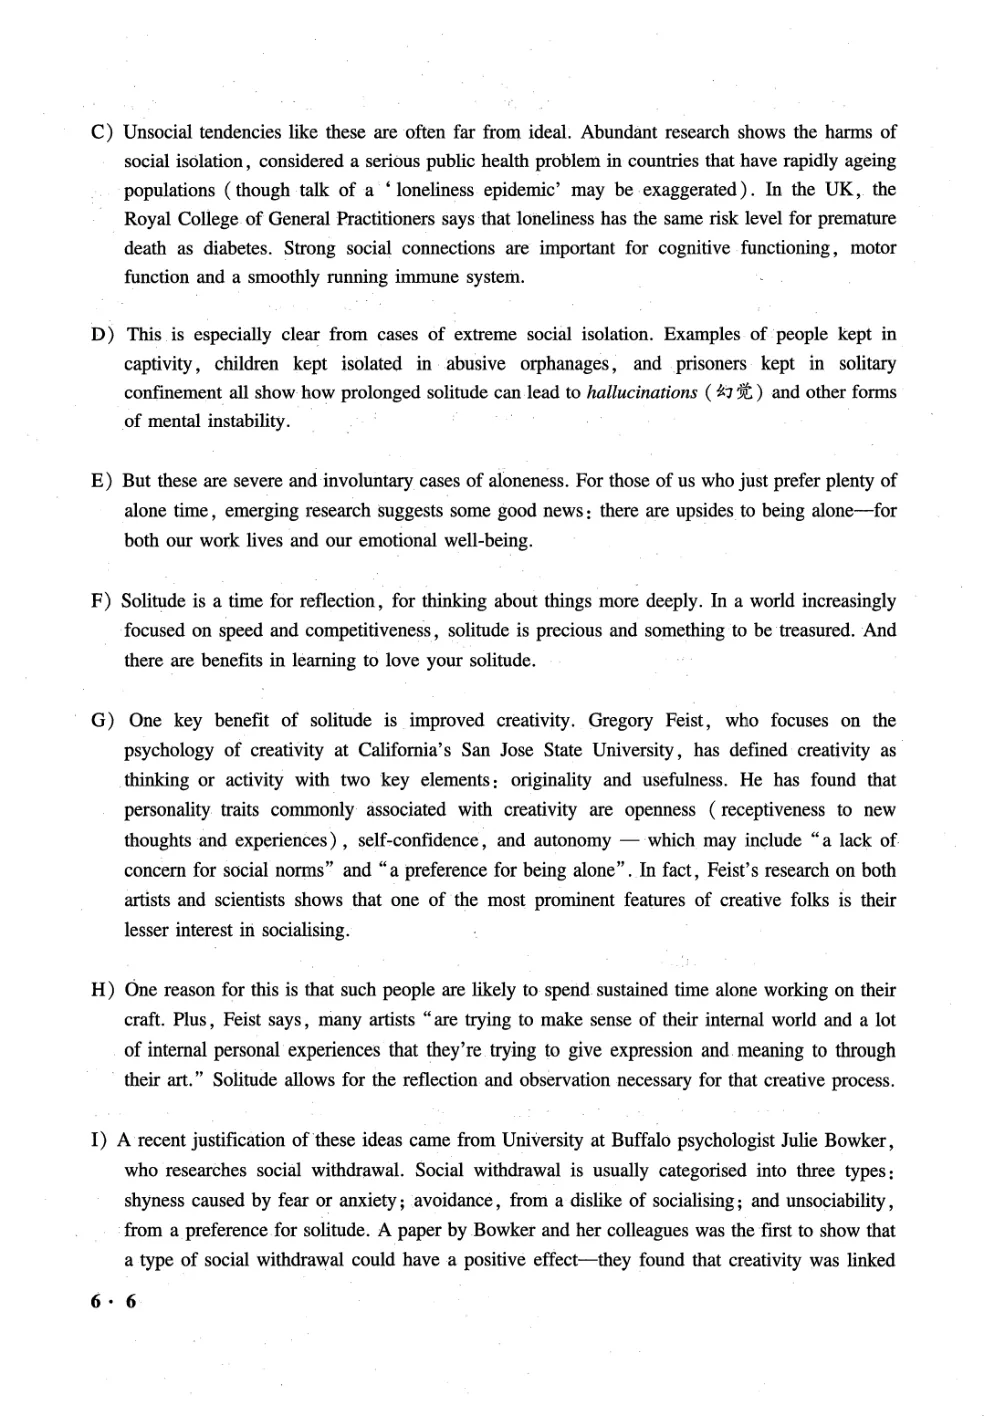 C) Unsocial tendencies like these are often far from ideal. Abundant research shows the harms of
social isolation, considered a serious public health problem in countries that have rapidly ageing
populations (though talk of a ‘loneliness epidemic’ may be exaggerated). In the UK, the
Royal College of General Practitioners says that loneliness has the same risk level for premature
death as diabetes. Strong social connections are important for cognitive functioning, motor
function and a smoothly running immune system.
D) This is especially clear from cases of extreme social isolation. Examples of people kept in
captivity, children kept isolated in abusive orphanages, and prisoners kept in solitary
confinement all show how prolonged solitude can lead to hallucinations (幻觉) and other forms
of mental instability.
E) But these are severe and involuntary cases of aloneness. For those of us who just prefer plenty of
alone time, emerging research suggests some good news: there are upsides to being alone—for
both our work lives and our emotional well-being.
F) Solitude is a time for reflection, for thinking about things more deeply. In a world increasingly
focused on speed and competitiveness, solitude is precious and something to be treasured. And
there are benefits in learning to love your solitude.
G) One key benefit of solitude is improved creativity. Gregory Feist, who focuses on the
psychology of creativity at California’s San Jose State University, has defined creativity as
thinking or activity with two key elements: originality and usefulness. He has found that
personality traits commonly associated with creativity are openness (receptiveness to new
thoughts and experiences), self-confidence, and autonomy — which may include “a lack of
concern for social norms” and “a preference for being alone”. In fact, Feist’s research on both
artists and scientists shows that one of the most prominent features of creative folks is their
lesser interest in socialising.
H) One reason for this is that such people are likely to spend sustained time alone working on their
craft. Plus, Feist says, many artists “are trying to make sense of their internal world and a lot
of internal personal experiences that they’re trying to give expression and meaning to through
their art.” Solitude allows for the reflection and observation necessary for that creative process.
I) A recent justification of these ideas came from University at Buffalo psychologist Julie Bowker,
who researches social withdrawal. Social withdrawal is usually categorised into three types:
shyness caused by fear or anxiety; avoidance, from a dislike of socialising; and unsociability,
from a preference for solitude. A paper by Bowker and her colleagues was the first to show that
a type of social withdrawal could have a positive effect—they found that creativity was linked
6 · 6